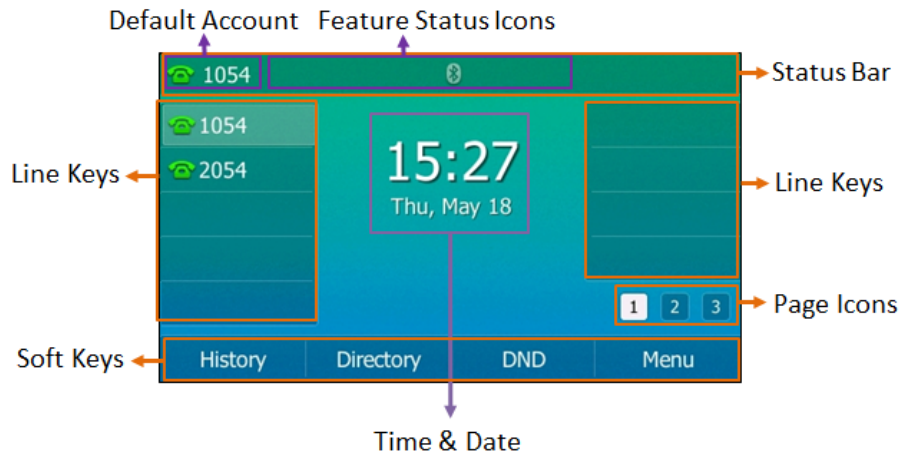 Default Account Feature Status Icons
1054
Status Bar
1054
2054
Line Keys
15:27
Thu, May 18
Line Keys
1 2 3
Page Icons
Soft Keys
History Directory DND Menu
Time & Date